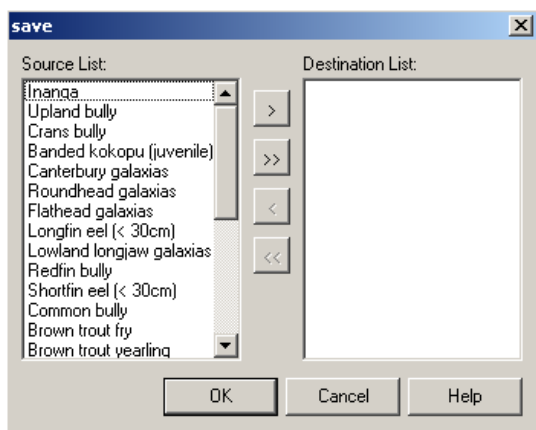 save
Source List:
Destination List:
Inanga
Upland bully
Crans bully
Banded kokopu (juvenile)
Canterbury galaxias
Roundhead galaxias
Flathead galaxias
Longfin eel (< 30cm)
Lowland longjaw galaxias
Redfin bully
Shortfin eel (< 30cm)
Common bully
Brown trout fry
Brown trout yearling
>
>>
<
<<
OK
Cancel
Help